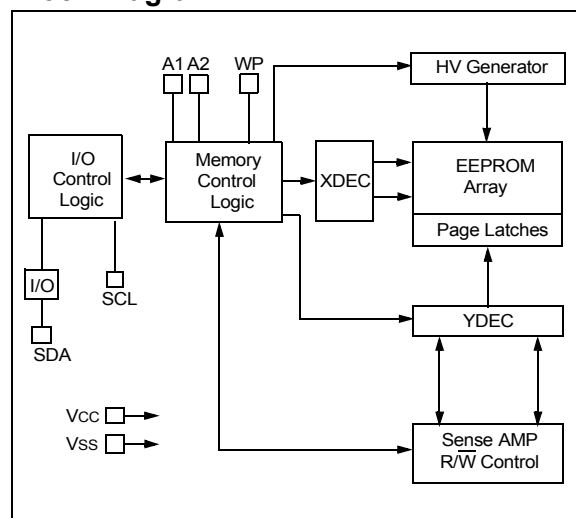 A1 A2 WP
HV Generator
I/O
Control
Logic
Memory
Control
Logic
XDEC
EEPROM
Array
Page Latches
I/O
SCL
SDA
YDEC
VCC
VSS
Sense AMP
R/W̅ Control